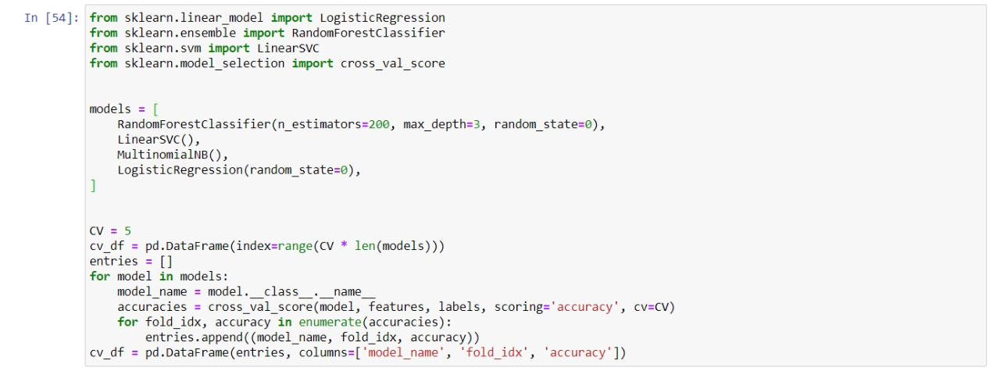 In [54]: from sklearn.linear_model import LogisticRegression
from sklearn.ensemble import RandomForestClassifier
from sklearn.svm import LinearSVC
from sklearn.model_selection import cross_val_score
models = [
    RandomForestClassifier(n_estimators=200, max_depth=3, random_state=0),
    LinearSVC(),
    MultinomialNB(),
    LogisticRegression(random_state=0),
]
CV = 5
cv_df = pd.DataFrame(index=range(CV * len(models)))
entries = []
for model in models:
    model_name = model.__class__.__name__
    accuracies = cross_val_score(model, features, labels, scoring='accuracy', cv=CV)
    for fold_idx, accuracy in enumerate(accuracies):
        entries.append((model_name, fold_idx, accuracy))
cv_df = pd.DataFrame(entries, columns=['model_name', 'fold_idx', 'accuracy'])